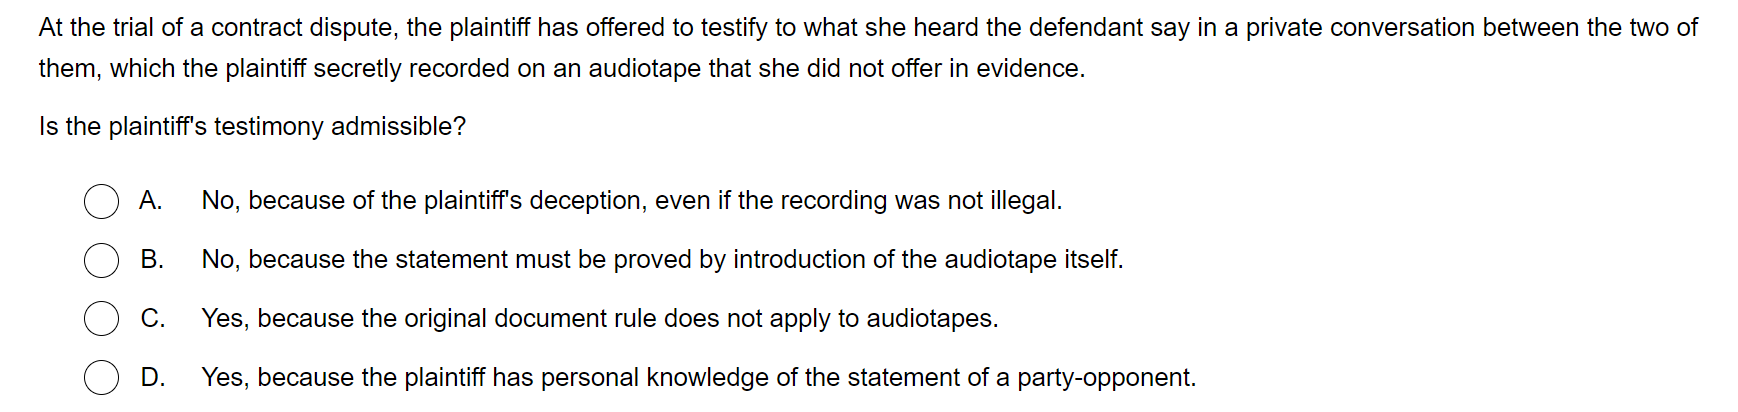 At the trial of a contract dispute, the plaintiff has offered to testify to what she heard the defendant say in a private conversation between the two of
them, which the plaintiff secretly recorded on an audiotape that she did not offer in evidence.
Is the plaintiff's testimony admissible?
A. No, because of the plaintiff's deception, even if the recording was not illegal.
B. No, because the statement must be proved by introduction of the audiotape itself.
C. Yes, because the original document rule does not apply to audiotapes.
D. Yes, because the plaintiff has personal knowledge of the statement of a party-opponent.